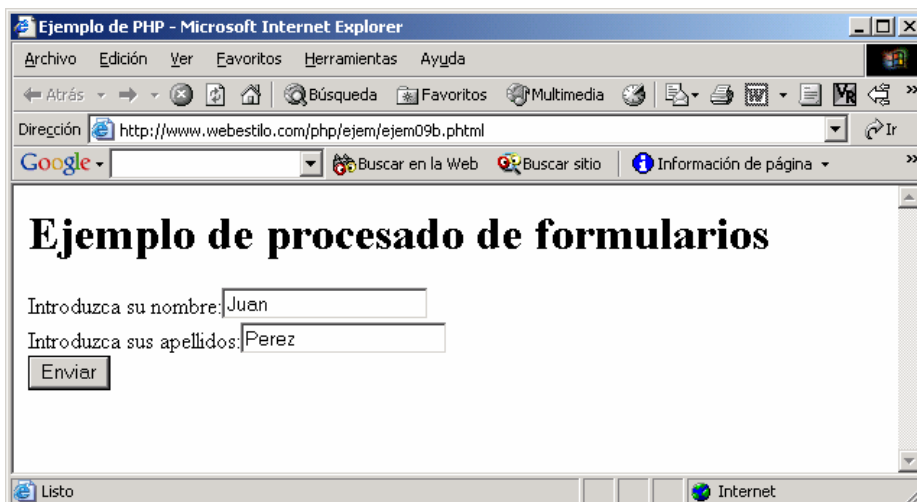 Ejemplo de PHP - Microsoft Internet Explorer
Archivo Edición Ver Favoritos Herramientas Ayuda
Atrás Búsqueda Favoritos Multimedia »
Dirección http://www.webestilo.com/php/ejem/ejem09b.phtml Ir
Google Buscar en la Web Buscar sitio Información de página »
Ejemplo de procesado de formularios
Introduzca su nombre: Juan
Introduzca sus apellidos: Perez
Enviar
Listo Internet